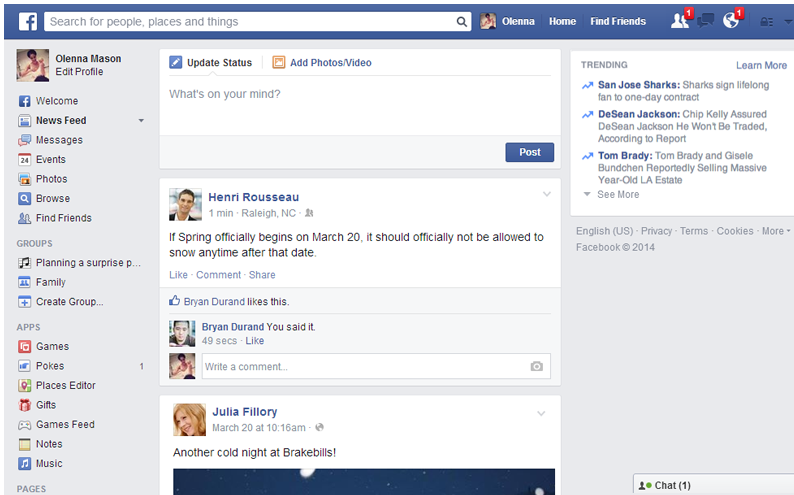 f
Search for people, places and things
Olenna
Home
Find Friends
1
1
Olenna Mason
Edit Profile
Welcome
News Feed
Messages
24 Events
Photos
Browse
Find Friends
GROUPS
Planning a surprise p...
Family
Create Group...
APPS
Games
Pokes 1
Places Editor
Gifts
Games Feed
Notes
Music
PAGES
Update Status
Add Photos/Video
What's on your mind?
Post
Henri Rousseau
1 min · Raleigh, NC ·
If Spring officially begins on March 20, it should officially not be allowed to
snow anytime after that date.
Like · Comment · Share
Bryan Durand likes this.
Bryan Durand You said it.
49 secs · Like
Write a comment...
Julia Fillory
March 20 at 10:16am ·
Another cold night at Brakebills!
TRENDING
Learn More
San Jose Sharks: Sharks sign lifelong
fan to one-day contract
DeSean Jackson: Chip Kelly Assured
DeSean Jackson He Won't Be Traded,
According to Report
Tom Brady: Tom Brady and Gisele
Bundchen Reportedly Selling Massive
Year-Old LA Estate
See More
English (US) · Privacy · Terms · Cookies · More
Facebook © 2014
Chat (1)